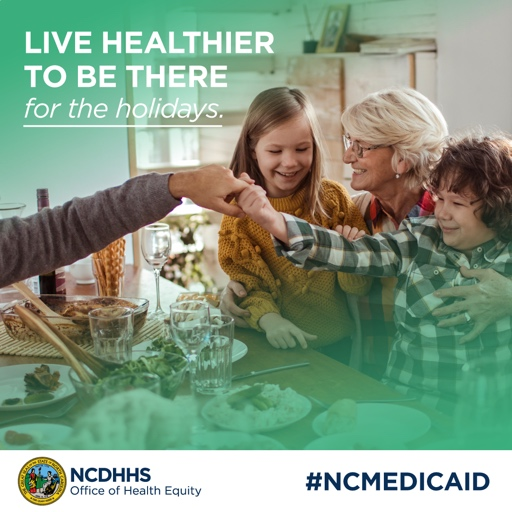 LIVE HEALTHIER
TO BE THERE
for the holidays.
NCDHHS
Office of Health Equity
#NCMEDICAID